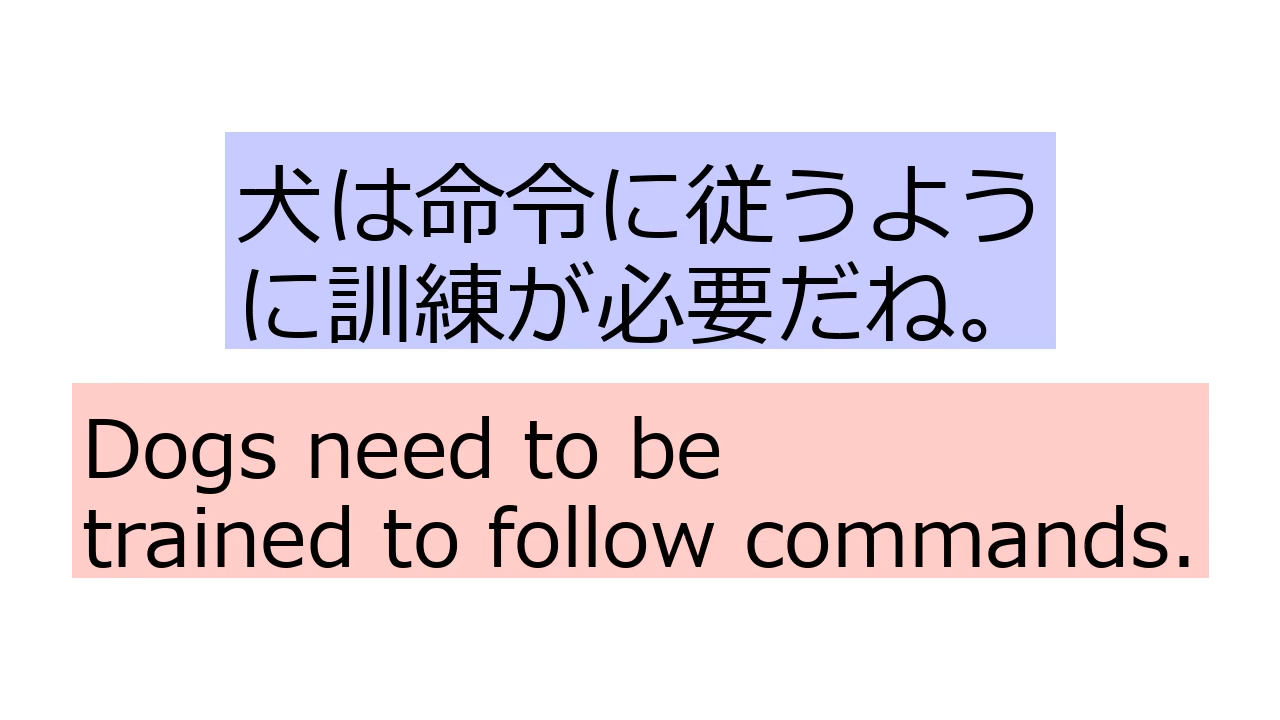 犬は命令に従うよう
に訓練が必要だね。
Dogs need to be
trained to follow commands.